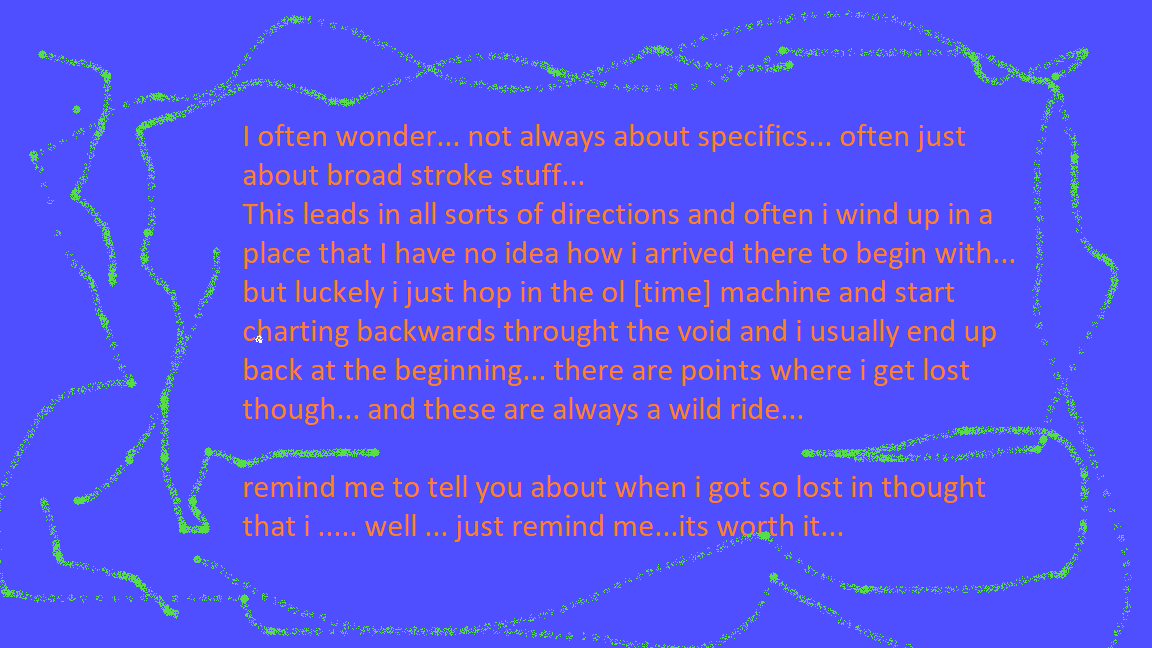 I often wonder... not always about specifics... often just
about broad stroke stuff...
This leads in all sorts of directions and often i wind up in a
place that I have no idea how i arrived there to begin with...
but luckely i just hop in the ol [time] machine and start
charting backwards throught the void and i usually end up
back at the beginning... there are points where i get lost
though... and these are always a wild ride...
remind me to tell you about when i got so lost in thought
that i ..... well ... just remind me...its worth it...